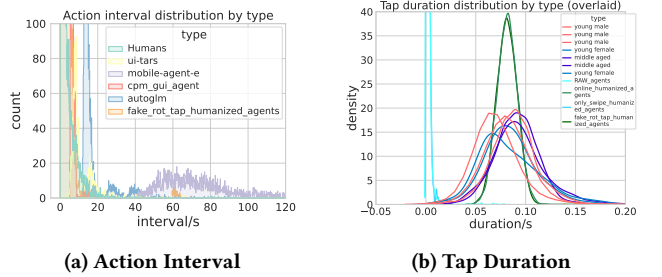 Action interval distribution by type
100
80
60
40
20
0
count
0 20 40 60 80 100 120
interval/s
type
Humans
ui-tars
mobile-agent-e
cpm_gui_agent
autoglm
fake_rot_tap_humanized_agents
(a) Action Interval
Tap duration distribution by type (overlaid)
40
35
30
25
20
15
10
5
0
density
−0.05 0.00 0.05 0.10 0.15 0.20
duration/s
type
young male
young male
young female
middle aged
middle aged
young female
RAW_agents
online_humanized_a
gents
only_swipe_humaniz
ed_agents
fake_rot_tap_human
ized_agents
(b) Tap Duration